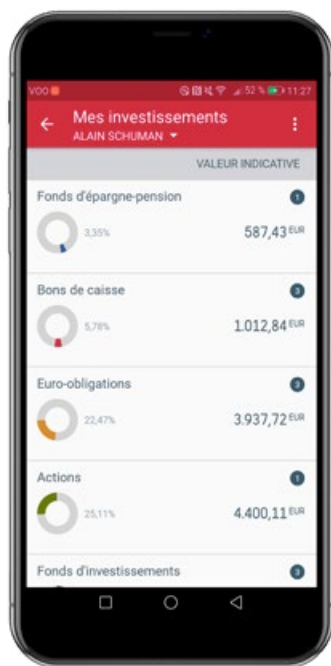 VOO 52 % 11:27
Mes investissements
ALAIN SCHUMAN
VALEUR INDICATIVE
Fonds d'épargne-pension 1
3,35% 587,43 EUR
Bons de caisse 3
5,78% 1.012,84 EUR
Euro-obligations 3
22,47% 3.937,72 EUR
Actions 1
25,11% 4.400,11 EUR
Fonds d'investissements 3